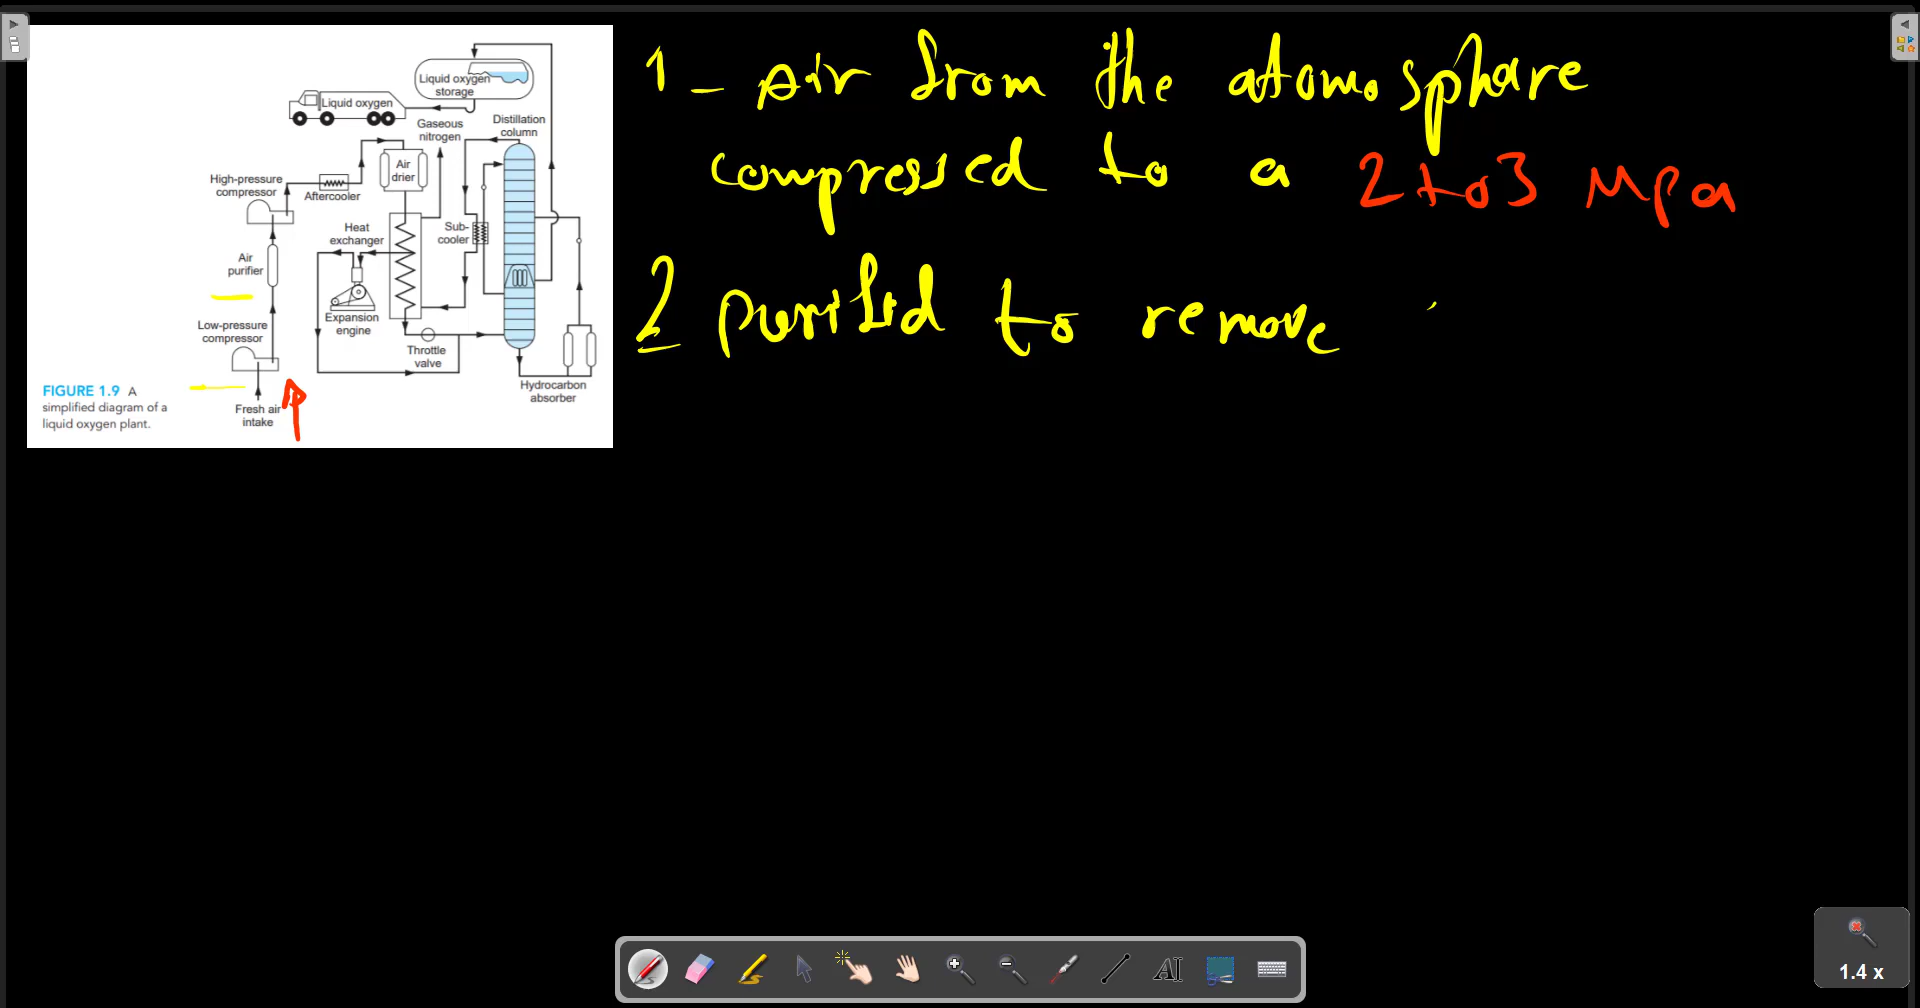 1 - Air from the atomosphare
compressed to a 2 to 3 Mpa
2 purified to remove
Liquid oxygen
storage
Liquid oxygen
Gaseous
nitrogen
Distillation
column
Air
drier
High-pressure
compressor
Aftercooler
Heat
exchanger
Sub-
cooler
Air
purifier
Expansion
engine
Low-pressure
compressor
Throttle
valve
Hydrocarbon
absorber
Fresh air
intake
FIGURE 1.9 A
simplified diagram of a
liquid oxygen plant.
AI
1.4 x